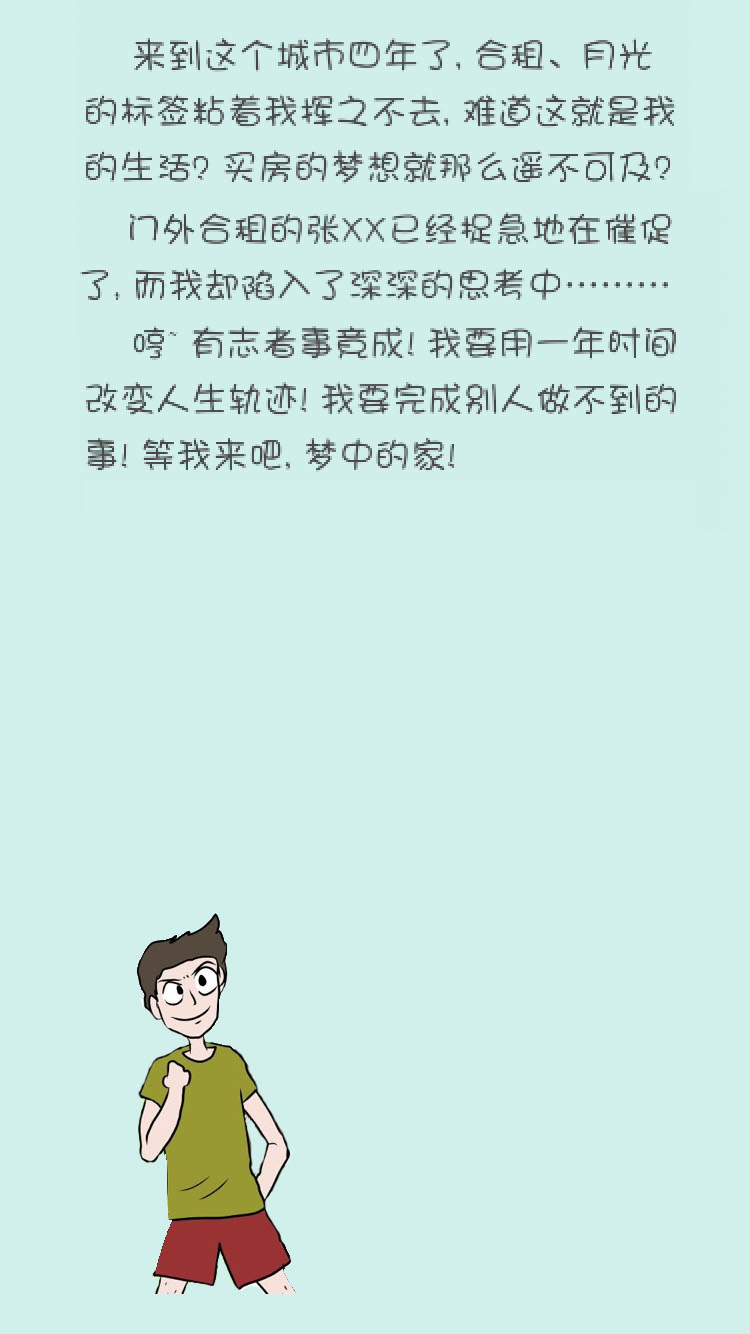 来到这个城市四年了, 合租、月光
的标签粘着我挥之不去, 难道这就是我
的生活? 买房的梦想就那么遥不可及?
门外合租的张XX已经捉急地在催促
了, 而我却陷入了深深的思考中………
哼~ 有志者事竟成! 我要用一年时间
改变人生轨迹! 我要完成别人做不到的
事! 等我来吧, 梦中的家!